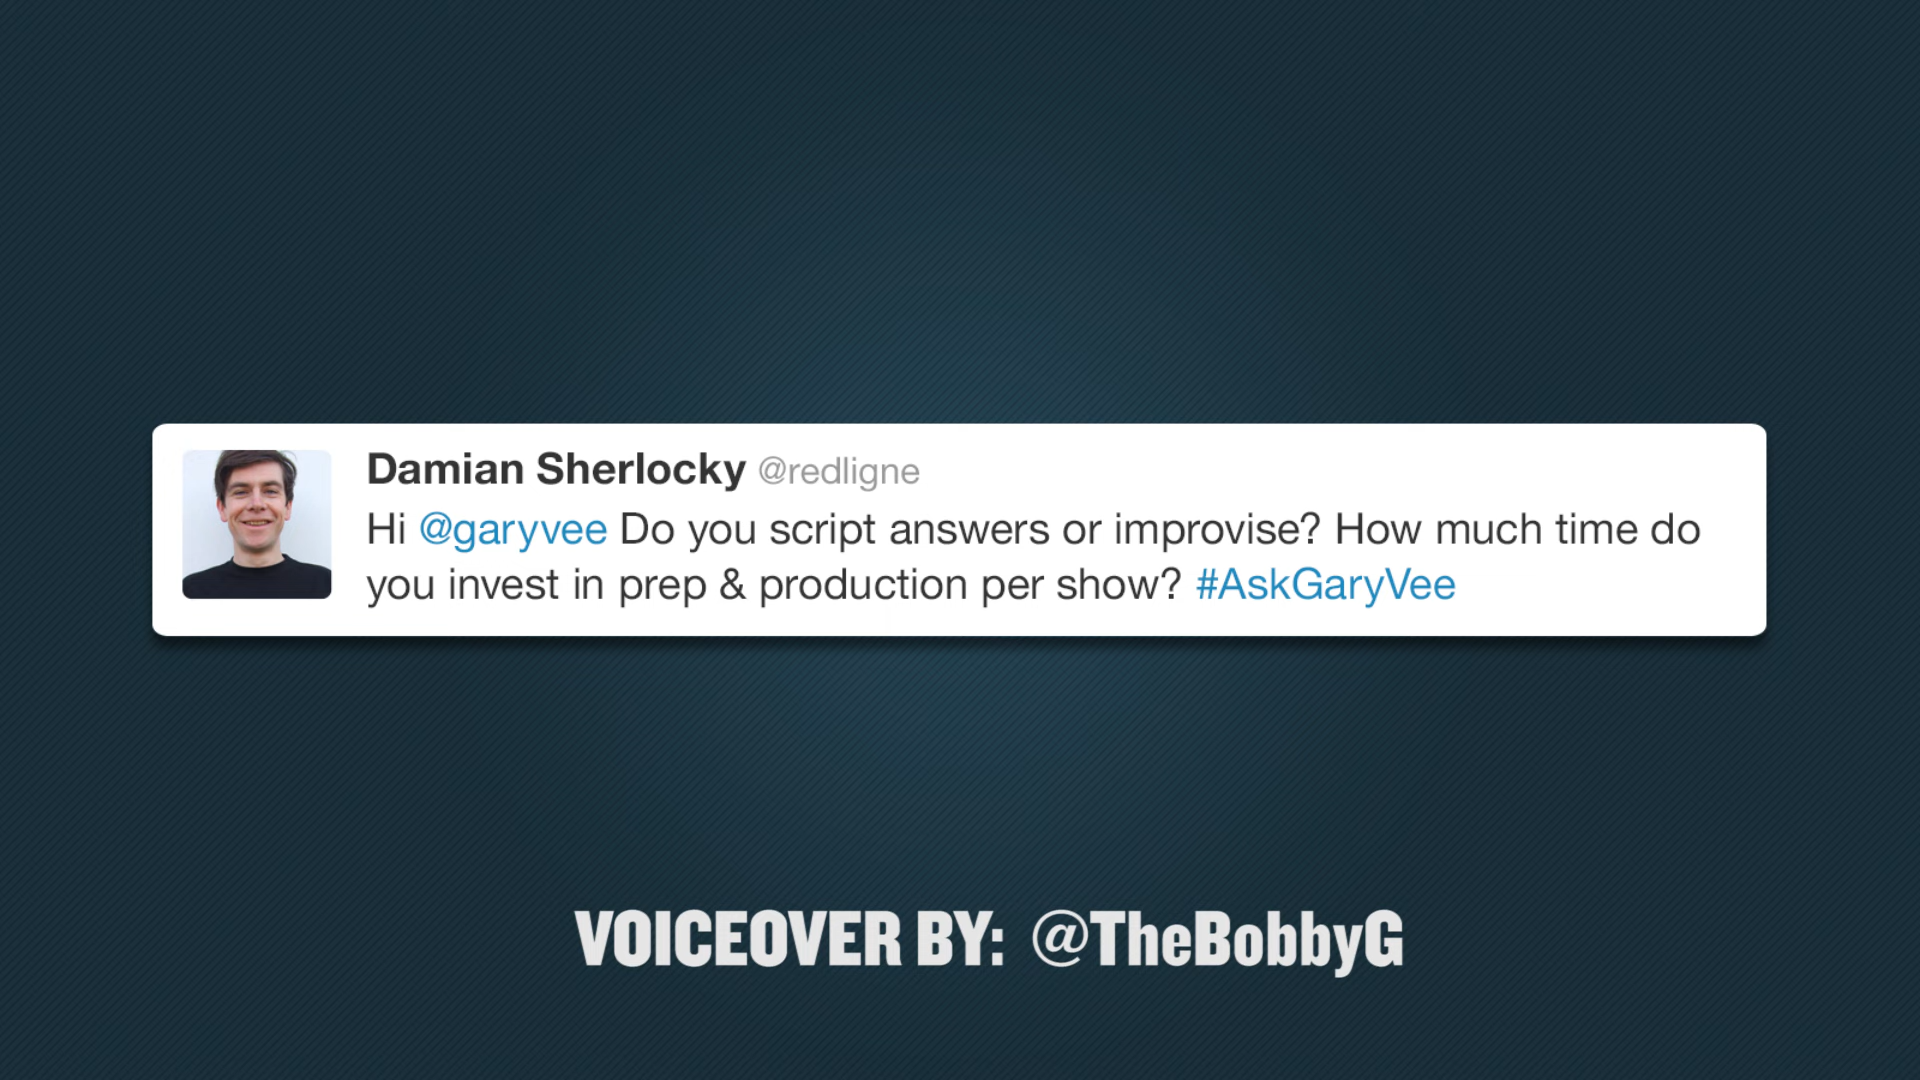 Damian Sherlocky @redligne
Hi @garyvee Do you script answers or improvise? How much time do
you invest in prep & production per show? #AskGaryVee
VOICEOVER BY: @TheBobbyG